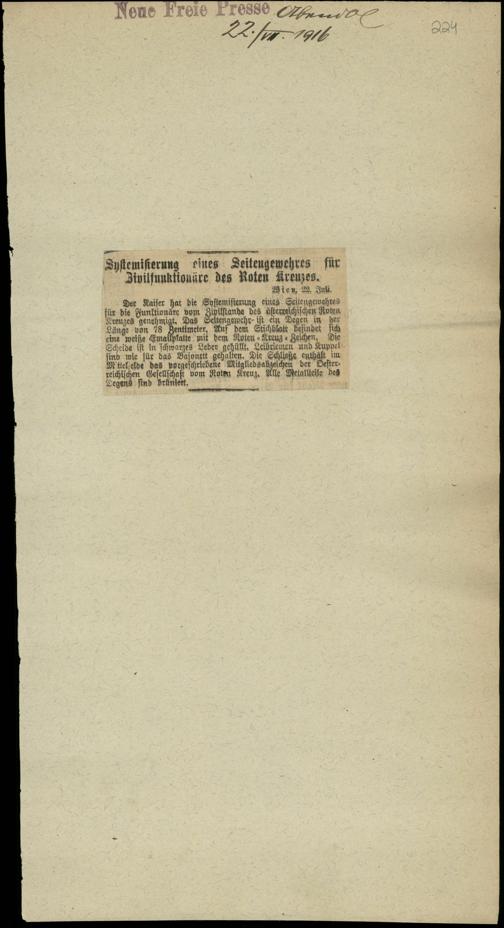 Neue Freie Presse Abendbl
22./VII. 1916
224
Systemisierung eines Seitengewehres für
Zivilfunktionäre des Roten Kreuzes.
Wien, 22. Juli.
Der Kaiser hat die Systemisierung eines Seitengewehres
für die Funktionäre vom Zivilstande des österreichischen Roten
Kreuzes genehmigt. Das Seitengewehr ist ein Degen in der
Länge von 78 Zentimeter. Auf dem Stichblatt befindet sich
eine weiße Emailplatte mit dem Roten-Kreuz-Zeichen. Die
Scheide ist in schwarzes Leder gehüllt. Leibriemen und Kuppel
sind wie für das Bajonett gehalten. Die Schließe enthält im
Mittelfelde das vorgeschriebene Mitgliedsabzeichen der Oester-
reichischen Gesellschaft vom Roten Kreuz. Alle Metallteile des
Degens sind brüniert.